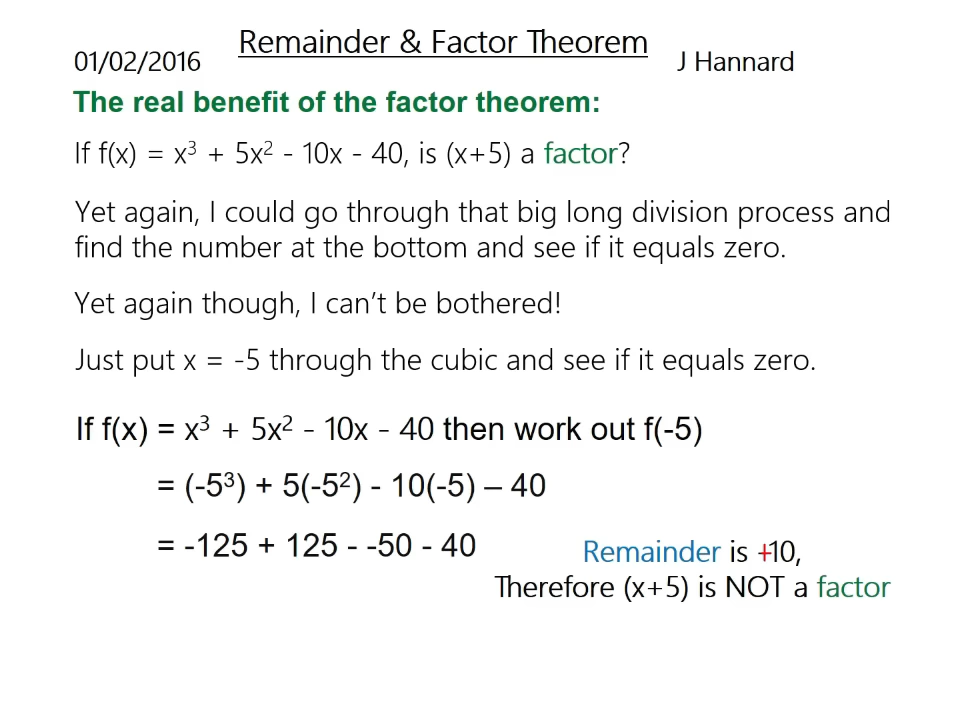 Remainder & Factor Theorem
01/02/2016
J Hannard
The real benefit of the factor theorem:
If f(x) = x³ + 5x² - 10x - 40, is (x+5) a factor?
Yet again, I could go through that big long division process and
find the number at the bottom and see if it equals zero.
Yet again though, I can’t be bothered!
Just put x = -5 through the cubic and see if it equals zero.
If f(x) = x³ + 5x² - 10x - 40 then work out f(-5)
= (-5³) + 5(-5²) - 10(-5) – 40
= -125 + 125 - -50 - 40
Remainder is +10,
Therefore (x+5) is NOT a factor